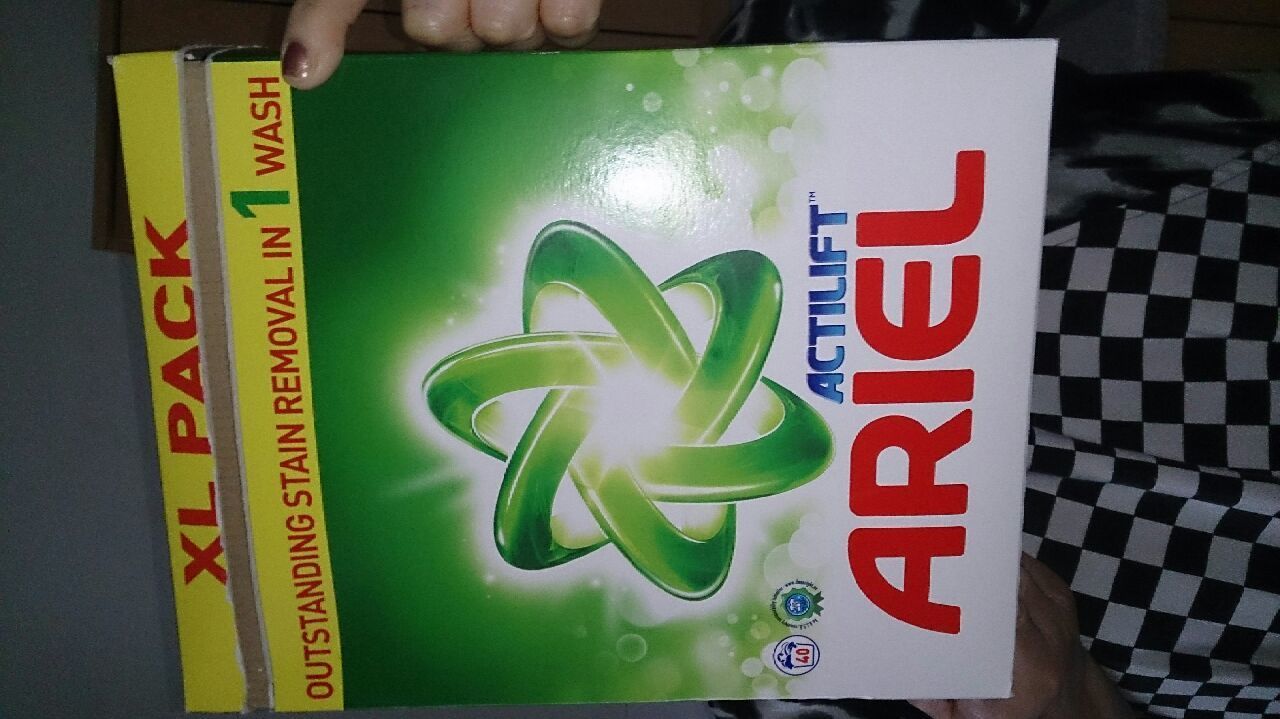 XL PACK
OUTSTANDING STAIN REMOVAL IN 1 WASH
ACTILIFT™
ARIEL
40